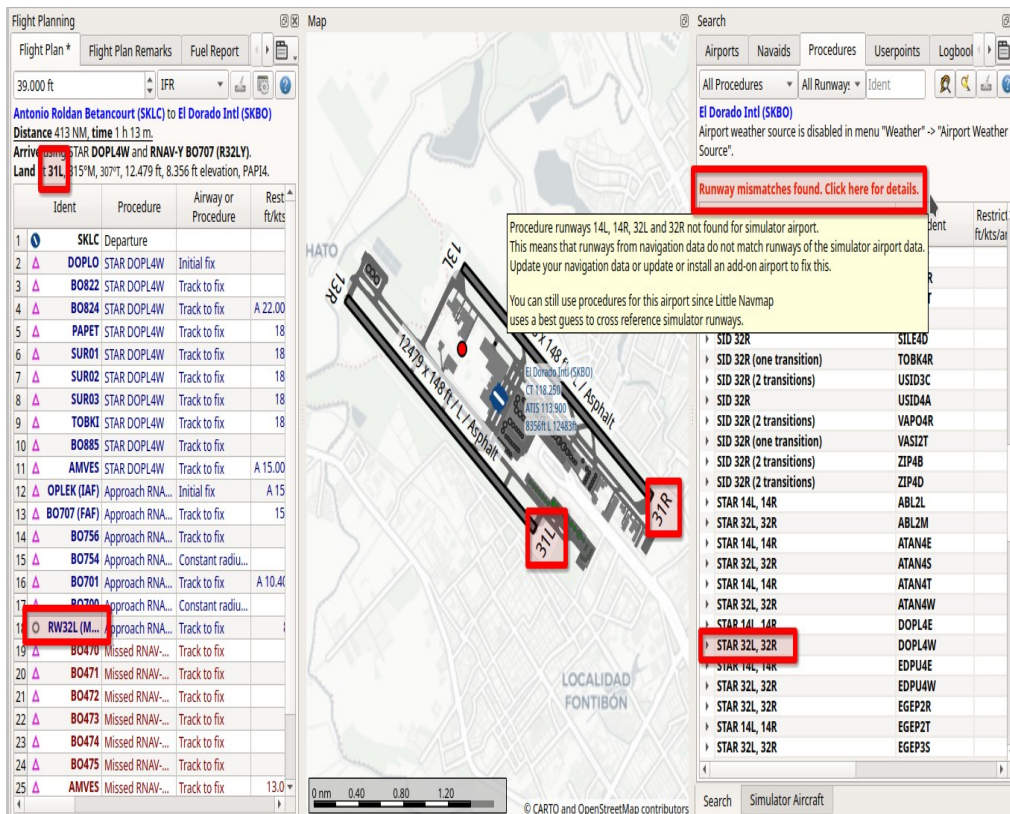 Flight Planning
Flight Plan *
Flight Plan Remarks
Fuel Report
39.000 ft
IFR
Antonio Roldan Betancourt (SKLC) to El Dorado Intl (SKBO)
Distance 413 NM, time 1 h 13 m.
Arrive using STAR DOPL4W and RNAV-Y BO707 (R32LY).
Land 31L, 315°M, 307°T, 12.479 ft, 8.356 ft elevation, PAPI4.
Ident Procedure Airway or Procedure Rest ft/kts
1 SKLC Departure
2 DOPLO STAR DOPL4W Initial fix
3 BO822 STAR DOPL4W Track to fix
4 BO824 STAR DOPL4W Track to fix A 22.00
5 PAPET STAR DOPL4W Track to fix 18
6 SUR01 STAR DOPL4W Track to fix 18
7 SUR02 STAR DOPL4W Track to fix 18
8 SUR03 STAR DOPL4W Track to fix 18
9 TOBKI STAR DOPL4W Track to fix 18
10 BO885 STAR DOPL4W Track to fix
11 AMVES STAR DOPL4W Track to fix A 15.00
12 OPLEK (IAF) Approach RNA... Initial fix A 15
13 BO707 (FAF) Approach RNA... Track to fix 15
14 BO756 Approach RNA... Track to fix
15 BO754 Approach RNA... Constant radiu...
16 BO701 Approach RNA... Track to fix A 10.40
17 BO700 Approach RNA... Constant radiu...
18 RW32L (M... Approach RNA... Track to fix
19 BO470 Missed RNAV-... Track to fix
20 BO471 Missed RNAV-... Track to fix
21 BO472 Missed RNAV-... Track to fix
22 BO473 Missed RNAV-... Track to fix
23 BO474 Missed RNAV-... Track to fix
24 BO475 Missed RNAV-... Track to fix
25 AMVES Missed RNAV-... Track to fix 13.0
Map
HATO
13L
13R
12479 x 148 ft / L / Asphalt
x 148 ft / L / Asphalt
El Dorado Intl (SKBO)
CT 118.250
ATIS 113.900
8356ft L 12483ft
31R
31L
LOCALIDAD
FONTIBÓN
0 nm 0.40 0.80 1.20
© CARTO and OpenStreetMap contributors
Procedure runways 14L, 14R, 32L and 32R not found for simulator airport.
This means that runways from navigation data do not match runways of the simulator airport data.
Update your navigation data or update or install an add-on airport to fix this.
You can still use procedures for this airport since Little Navmap
uses a best guess to cross reference simulator runways.
Search
Airports
Navaids
Procedures
Userpoints
Logbool
All Procedures
All Runway:
Ident
El Dorado Intl (SKBO)
Airport weather source is disabled in menu "Weather" -> "Airport Weather
Source".
Runway mismatches found. Click here for details.
dent Restrict ft/kts/an
SID 32R SILE4D
SID 32R (one transition) TOBK4R
SID 32R (2 transitions) USID3C
SID 32R USID4A
SID 32R (2 transitions) VAPO4R
SID 32R (one transition) VASI2T
SID 32R (2 transitions) ZIP4B
SID 32R (2 transitions) ZIP4D
STAR 14L, 14R ABL2L
STAR 32L, 32R ABL2M
STAR 14L, 14R ATAN4E
STAR 32L, 32R ATAN4S
STAR 14L, 14R ATAN4T
STAR 32L, 32R ATAN4W
STAR 14L, 14R DOPL4E
STAR 32L, 32R DOPL4W
STAR 14L, 14R EDPU4E
STAR 32L, 32R EDPU4W
STAR 32L, 32R EGEP2R
STAR 14L, 14R EGEP2T
STAR 32L, 32R EGEP3S
Search
Simulator Aircraft